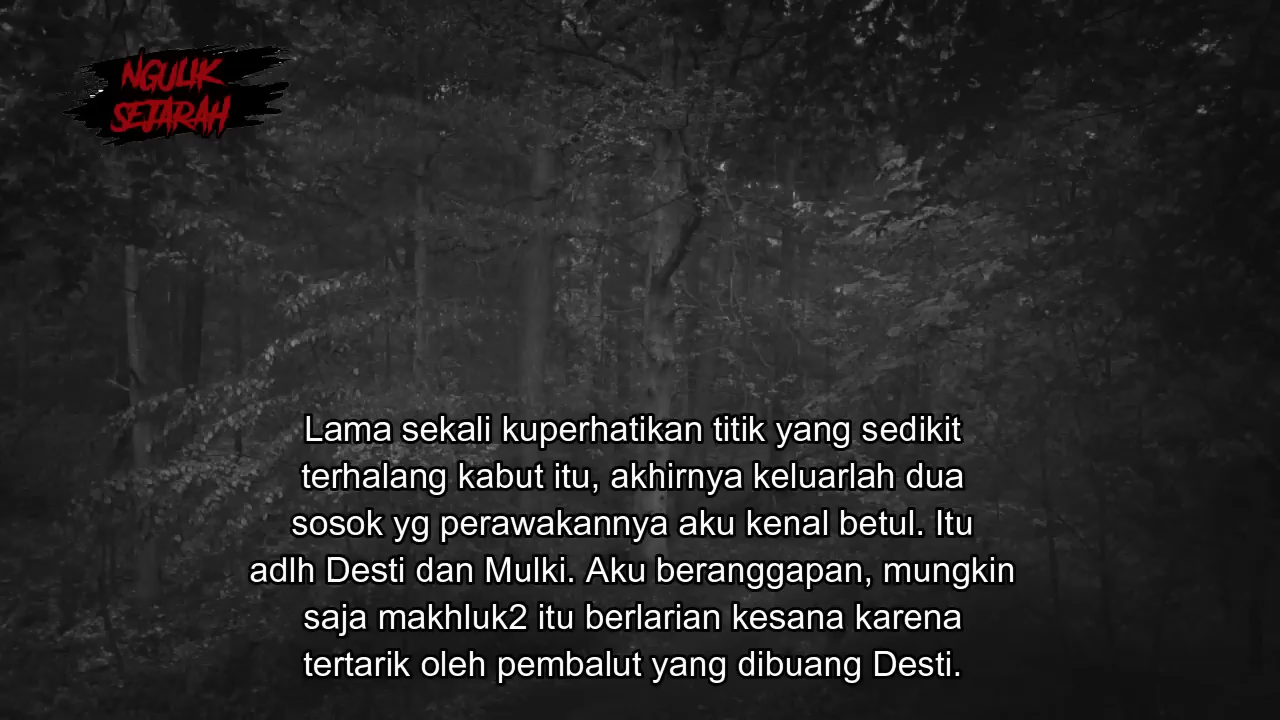 NGULIK
SEJARAH
Lama sekali kuperhatikan titik yang sedikit
terhalang kabut itu, akhirnya keluarlah dua
sosok yg perawakannya aku kenal betul. Itu
adlh Desti dan Mulki. Aku beranggapan, mungkin
saja makhluk2 itu berlarian kesana karena
tertarik oleh pembalut yang dibuang Desti.